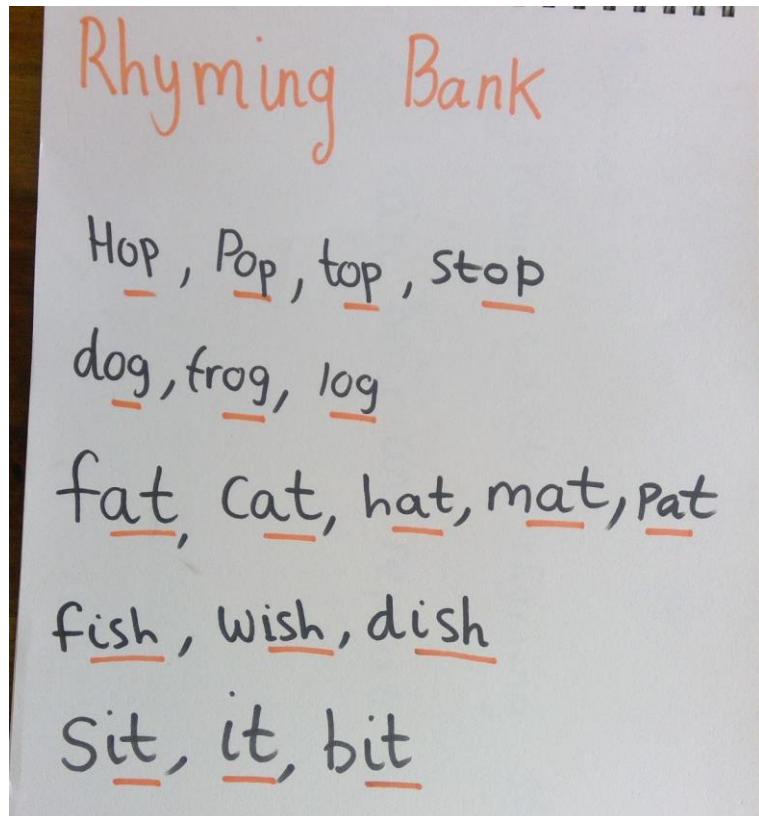 Rhyming Bank
Hop, Pop, top, stop
dog, frog, log
fat, cat, hat, mat, pat
fish, wish, dish
Sit, it, bit